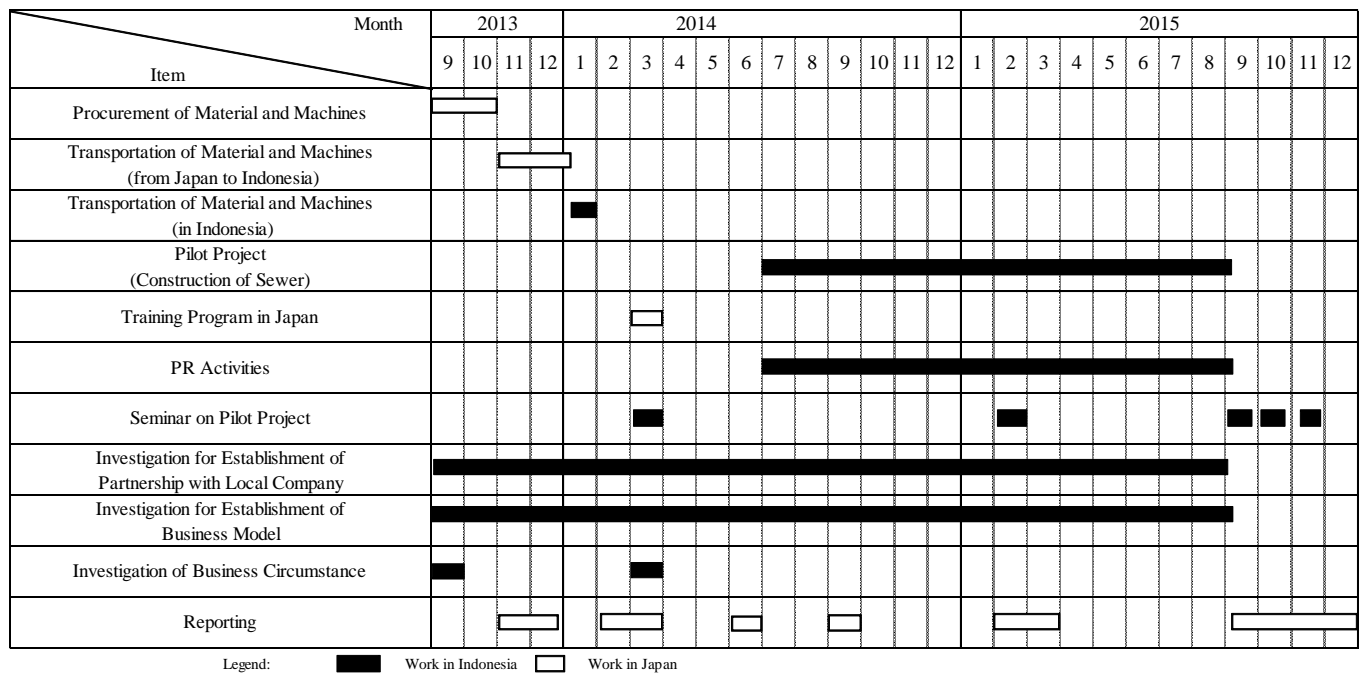 Month 2013 2014 2015
Item 9 10 11 12 1 2 3 4 5 6 7 8 9 10 11 12 1 2 3 4 5 6 7 8 9 10 11 12
Procurement of Material and Machines
Transportation of Material and Machines
(from Japan to Indonesia)
Transportation of Material and Machines
(in Indonesia)
Pilot Project
(Construction of Sewer)
Training Program in Japan
PR Activities
Seminar on Pilot Project
Investigation for Establishment of
Partnership with Local Company
Investigation for Establishment of
Business Model
Investigation of Business Circumstance
Reporting
Legend: Work in Indonesia Work in Japan